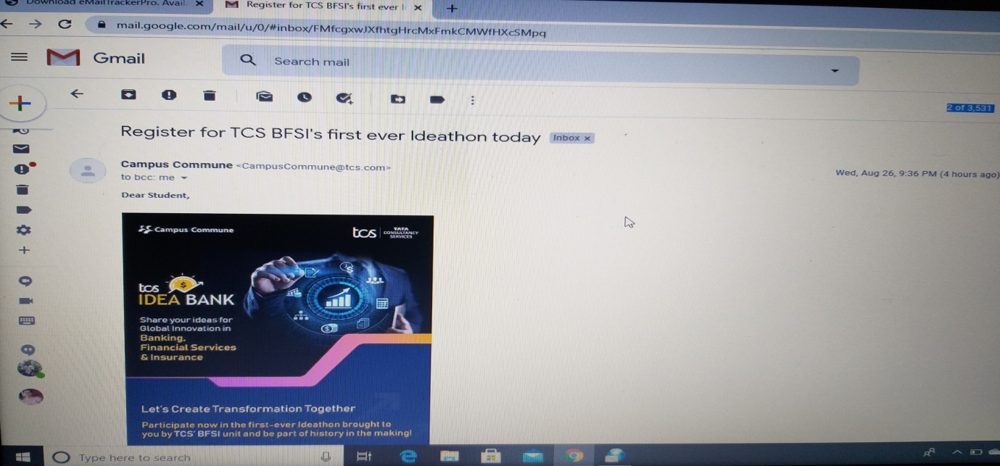 Download eMailTrackerPro. Avail
Register for TCS BFSI's first ever I
mail.google.com/mail/u/0/#inbox/FMfcgxwJXfhtgHrcMxFmkCMWfHXcSMpq
Gmail
Search mail
2 of 3,531
Register for TCS BFSI's first ever Ideathon today Inbox x
Campus Commune <CampusCommune@tcs.com>
Wed, Aug 26, 9:36 PM (4 hours ago)
to bcc: me
Dear Student,
Campus Commune
tcs TATA
CONSULTANCY
SERVICES
tcs
IDEA BANK
Share your ideas for
Global Innovation in
Banking,
Financial Services
& Insurance
Let's Create Transformation Together
Participate now in the first-ever Ideathon brought to
you by TCS' BFSI unit and be part of history in the making!
Type here to search